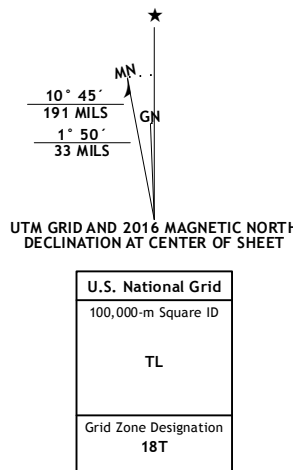 MN
GN
10° 45´
191 MILS
1° 50´
33 MILS
UTM GRID AND 2016 MAGNETIC NORTH
DECLINATION AT CENTER OF SHEET
U.S. National Grid
100,000-m Square ID
TL
Grid Zone Designation
18T